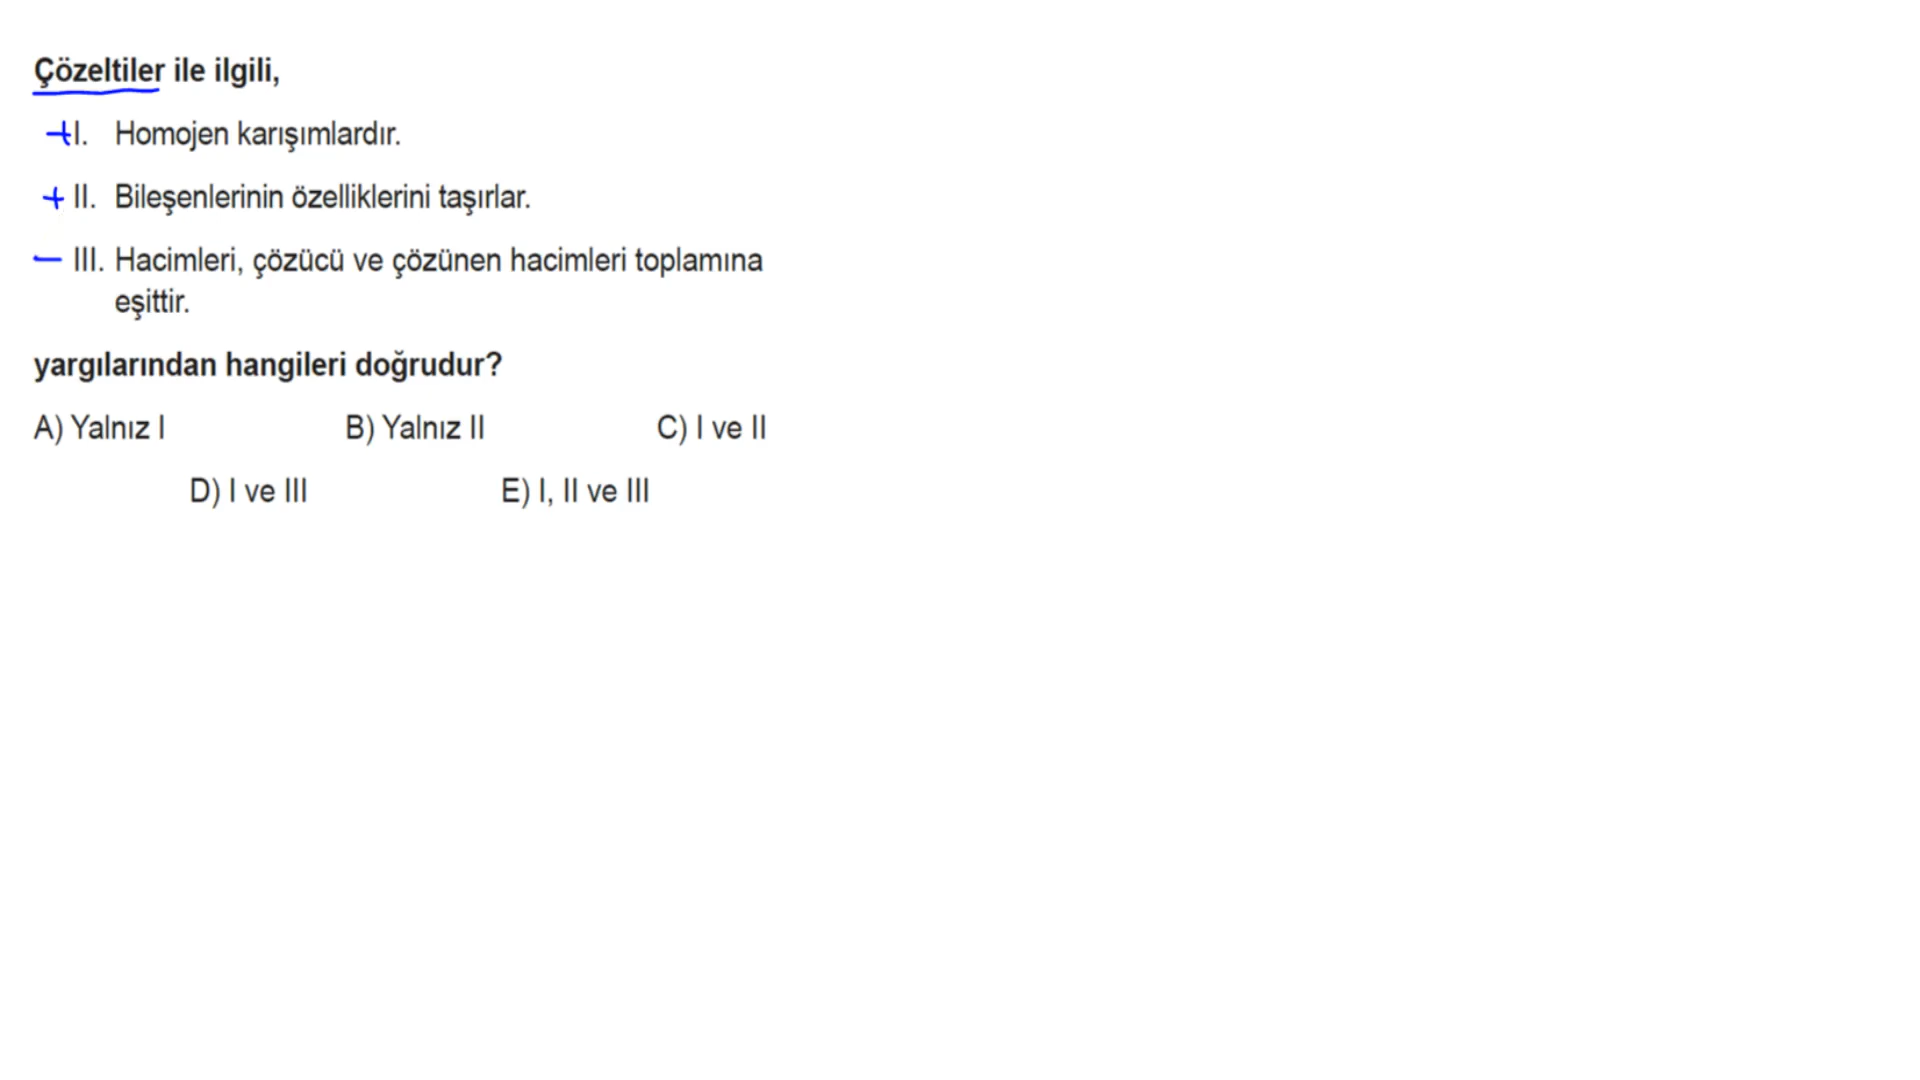 Çözeltiler ile ilgili,
+ I. Homojen karışımlardır.
+ II. Bileşenlerinin özelliklerini taşırlar.
— III. Hacimleri, çözücü ve çözünen hacimleri toplamına
eşittir.
yargılarından hangileri doğrudur?
A) Yalnız I B) Yalnız II C) I ve II
D) I ve III E) I, II ve III